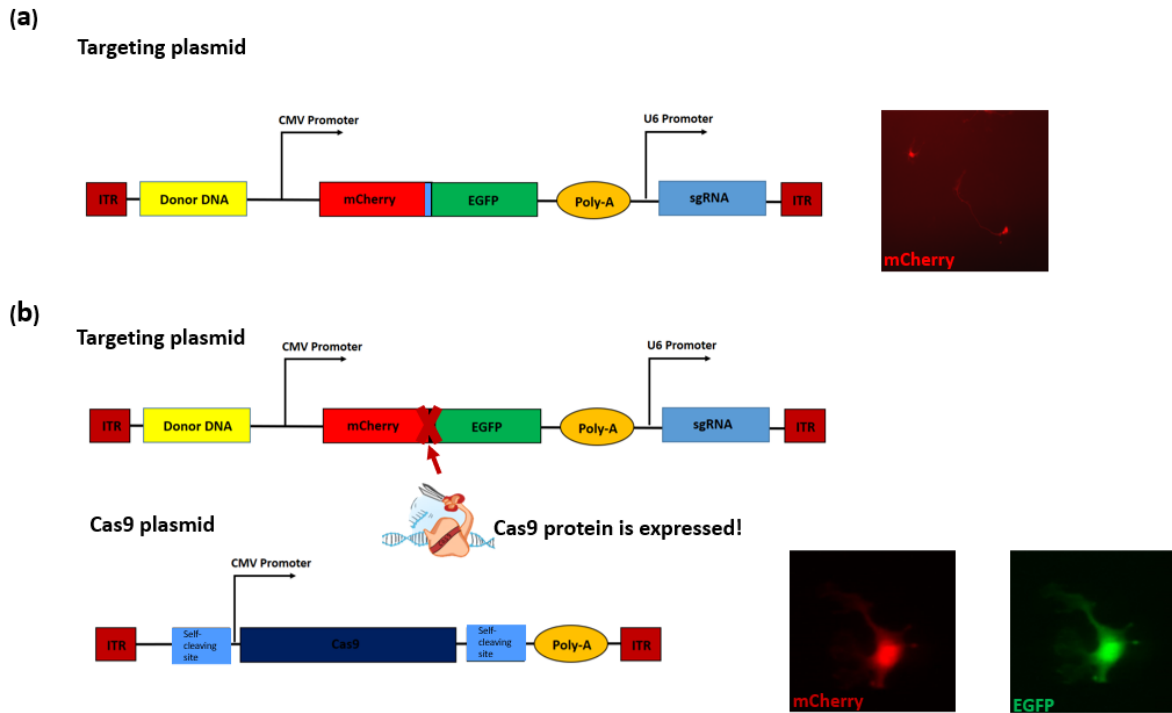 (a)
Targeting plasmid
CMV Promoter
U6 Promoter
ITR
Donor DNA
mCherry
EGFP
Poly-A
sgRNA
ITR
mCherry
(b)
Targeting plasmid
CMV Promoter
U6 Promoter
ITR
Donor DNA
mCherry
EGFP
Poly-A
sgRNA
ITR
Cas9 plasmid
Cas9 protein is expressed!
CMV Promoter
ITR
Self-
cleaving
site
Cas9
Self-
cleaving
site
Poly-A
ITR
mCherry
EGFP